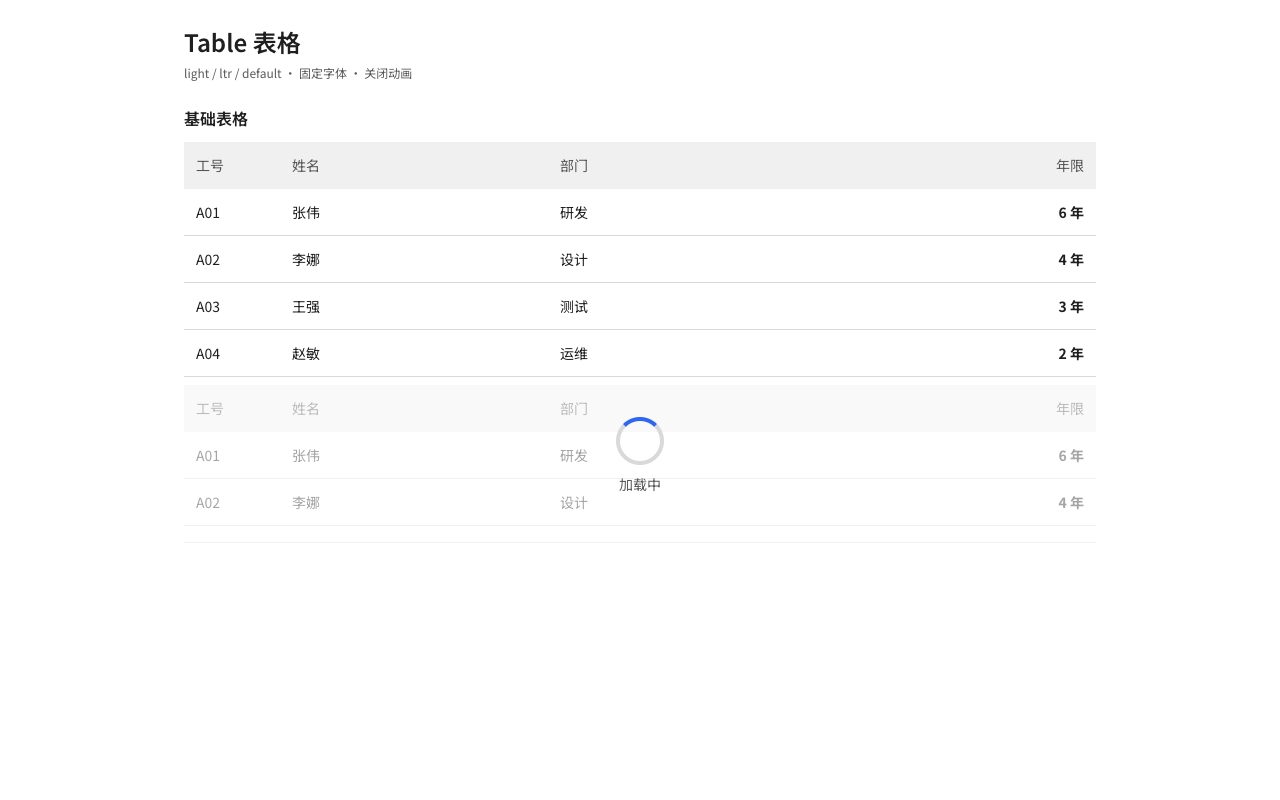 Table 表格
light / ltr / default ・ 固定字体 ・ 关闭动画
基础表格
工号 姓名 部门 年限
A01 张伟 研发 6 年
A02 李娜 设计 4 年
A03 王强 测试 3 年
A04 赵敏 运维 2 年
工号 姓名 部门 年限
A01 张伟 研发 6 年
加载中
A02 李娜 设计 4 年